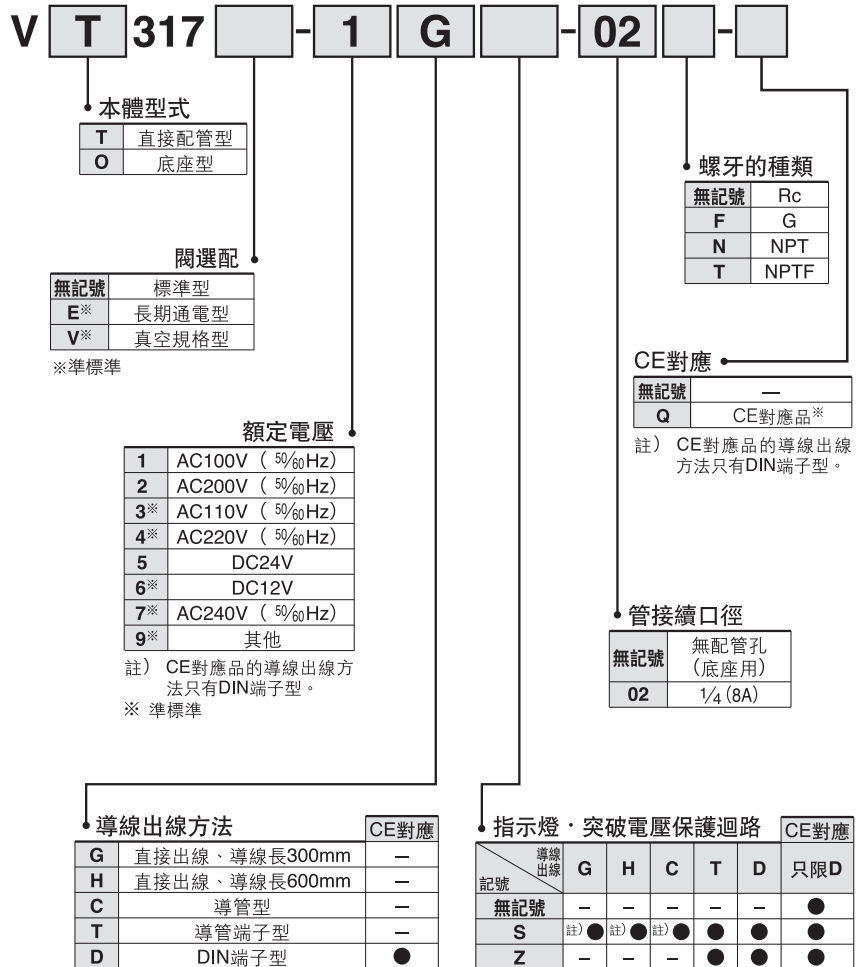 V T 317 - 1 G - 02 -
本體型式
T 直接配管型
O 底座型
螺牙的種類
無記號 Rc
F G
N NPT
T NPTF
閥選配
無記號 標準型
E※ 長期通電型
V※ 真空規格型
※準標準
CE對應
無記號 —
Q CE對應品※
註) CE對應品的導線出線
方法只有DIN端子型。
額定電壓
1 AC100V ( 50/60Hz)
2 AC200V ( 50/60Hz)
3※ AC110V ( 50/60Hz)
4※ AC220V ( 50/60Hz)
5 DC24V
6※ DC12V
7※ AC240V ( 50/60Hz)
9※ 其他
註) CE對應品的導線出線方
法只有DIN端子型。
※ 準標準
管接續口徑
無記號 無配管孔
(底座用)
02 1/4 (8A)
導線出線方法 CE對應
G 直接出線、導線長300mm –
H 直接出線、導線長600mm –
C 導管型 –
T 導管端子型 –
D DIN端子型 ●
指示燈・突破電壓保護迴路 CE對應
導線
出線
記號 G H C T D 只限D
無記號 – – – – – ●
S 註)● 註)● 註)● ● ● ●
Z – – – ● ● ●